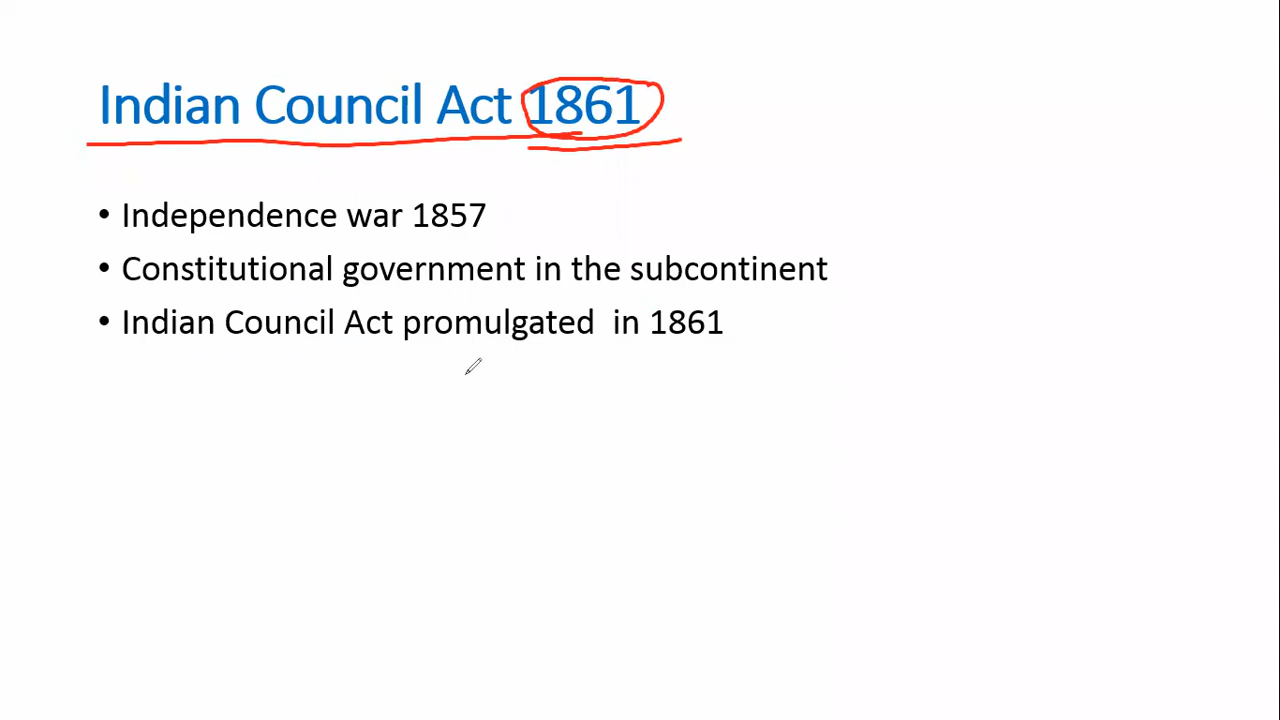 Indian Council Act 1861
• Independence war 1857
• Constitutional government in the subcontinent
• Indian Council Act promulgated  in 1861